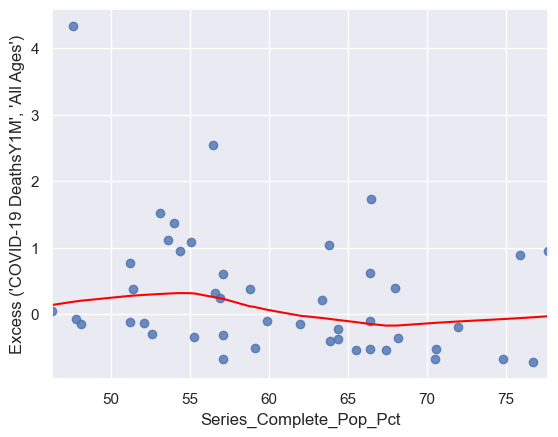 Excess ('COVID-19 DeathsY1M', 'All Ages')
4
3
2
1
0
50 55 60 65 70 75
Series_Complete_Pop_Pct